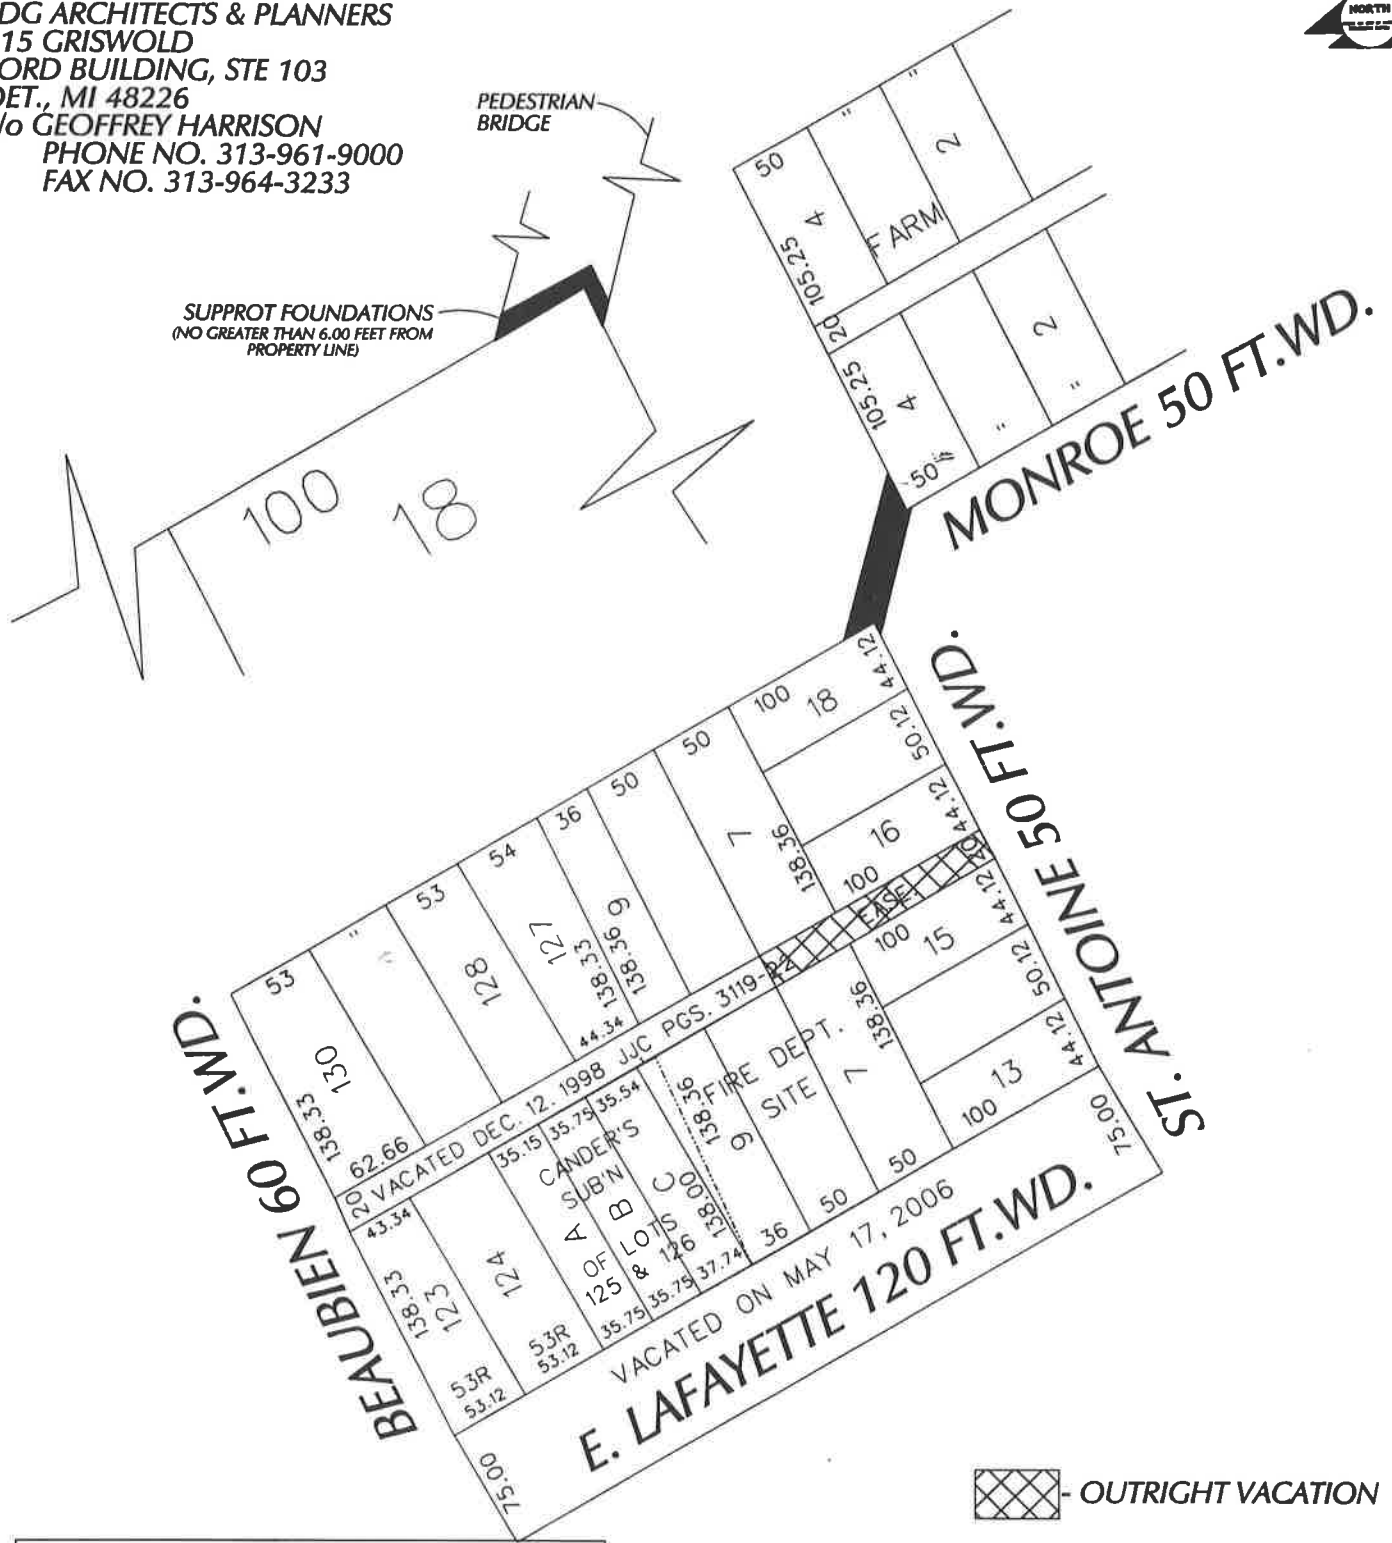 DG ARCHITECTS & PLANNERS
15 GRISWOLD
ORD BUILDING, STE 103
DET., MI 48226
/o GEOFFREY HARRISON
PHONE NO. 313-961-9000
FAX NO. 313-964-3233
NORTH
PEDESTRIAN
BRIDGE
SUPPROT FOUNDATIONS
(NO GREATER THAN 6.00 FEET FROM
PROPERTY LINE)
100
18
50
"
"
105.25
4
FARM
2
20
105.25
4
2
50
"
"
MONROE 50 FT.WD.
44.12
100
18
50.12
50
50
36
54
53
"
53
44.12
16
7
138.36
100
20
EASE.
9
138.36
138.33
127
128
130
138.33
44.34
62.66
20
VACATED DEC. 12. 1998 JJC PGS. 3119-22
44.12
100
15
50.12
138.36
7
44.12
13
100
FIRE DEPT.
SITE
138.36
9
35.15
35.75
35.54
CANDER'S
SUB'N
A
B
C
OF LOTS
125 & 126
138.00
43.34
138.33
123
124
53R
53.12
53R
53.12
35.75
35.75
37.74
36
50
50
75.00
75.00
VACATED ON MAY 17, 2006
E. LAFAYETTE 120 FT.WD.
BEAUBIEN 60 FT.WD.
ST. ANTOINE 50 FT.WD.
- OUTRIGHT VACATION